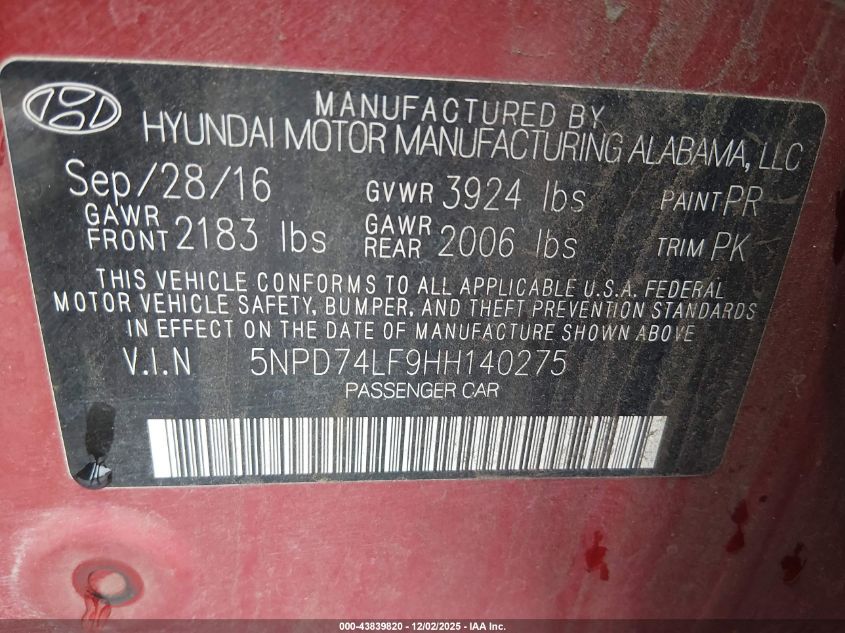 MANUFACTURED BY
HYUNDAI MOTOR MANUFACTURING ALABAMA, LLC
Sep/28/16 GVWR 3924 lbs PAINT PR
GAWR FRONT 2183 lbs GAWR REAR 2006 lbs TRIM PK
THIS VEHICLE CONFORMS TO ALL APPLICABLE U.S.A. FEDERAL
MOTOR VEHICLE SAFETY, BUMPER, AND THEFT PREVENTION STANDARDS
IN EFFECT ON THE DATE OF MANUFACTURE SHOWN ABOVE
V.I.N 5NPD74LF9HH140275
PASSENGER CAR
000-43839820 - 12/02/2025 - IAA Inc.